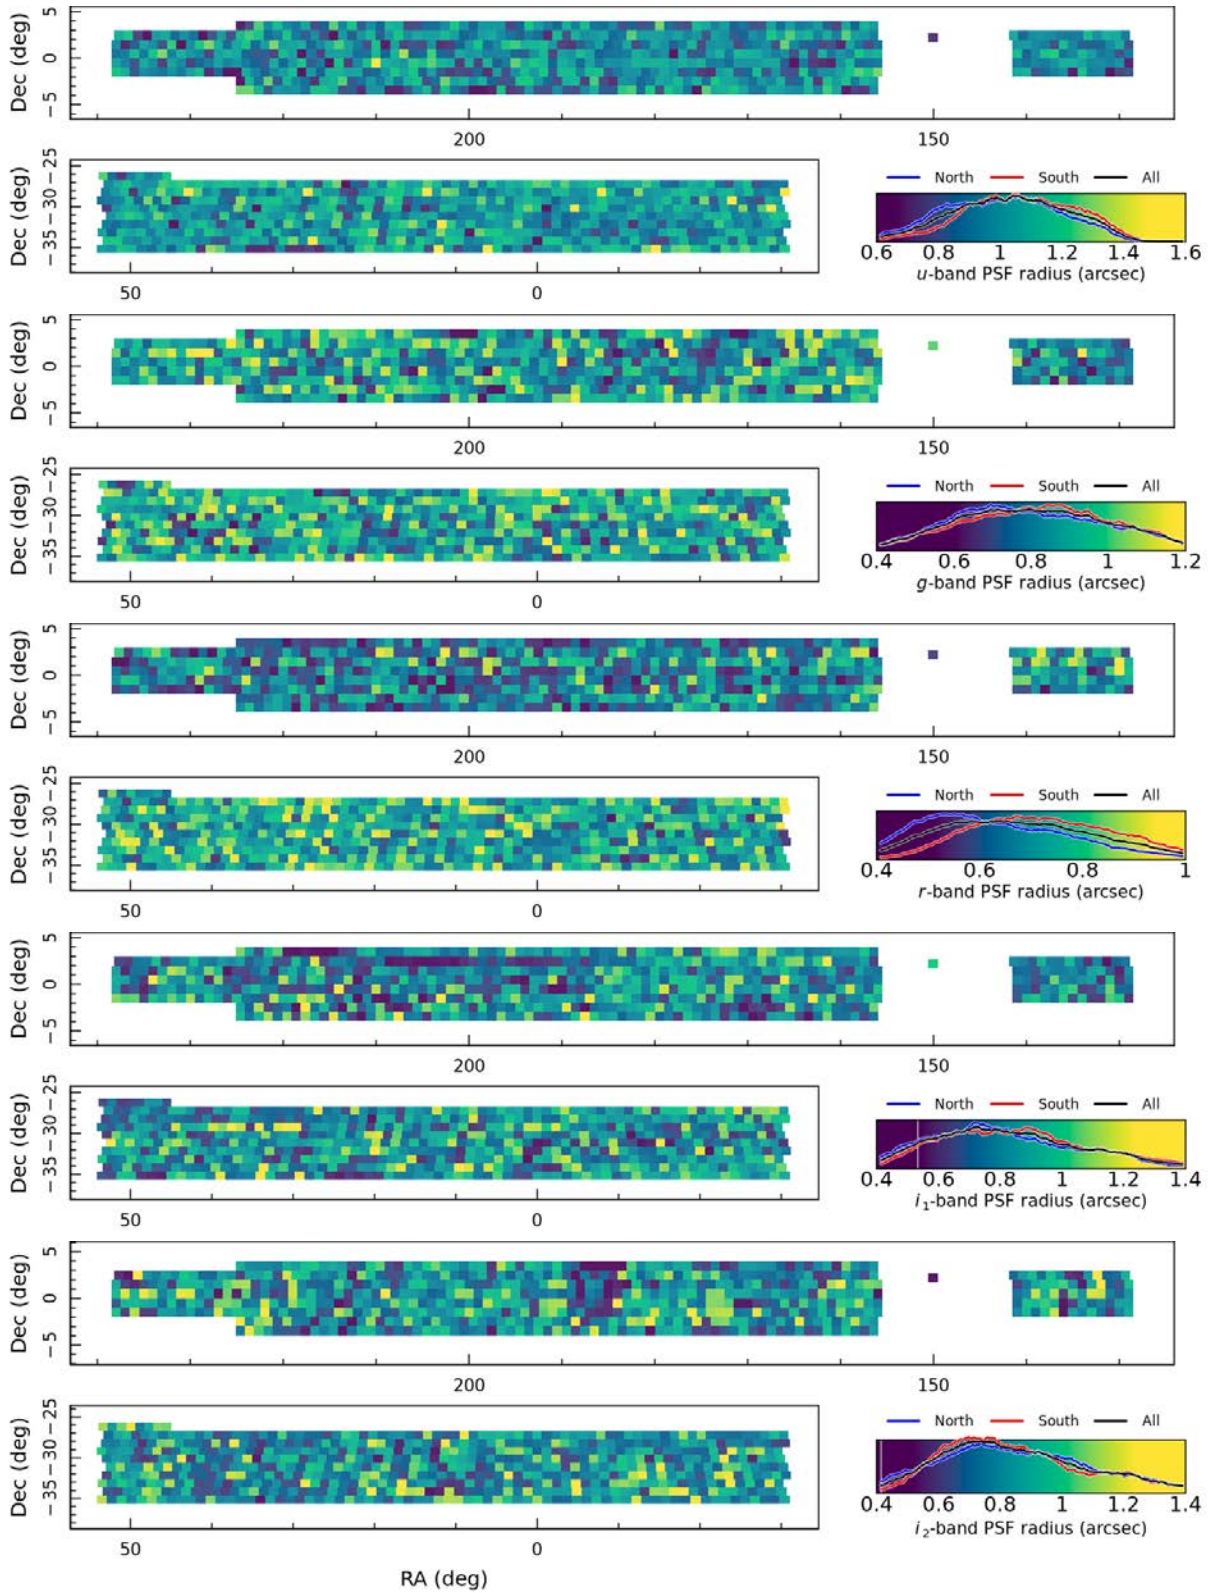 Dec (deg)
5
0
−5
200
150
Dec (deg)
−25
−30
−35
50
0
North South All
0.6 0.8 1 1.2 1.4 1.6
u-band PSF radius (arcsec)
Dec (deg)
5
0
−5
200
150
Dec (deg)
−25
−30
−35
50
0
North South All
0.4 0.6 0.8 1 1.2
g-band PSF radius (arcsec)
Dec (deg)
5
0
−5
200
150
Dec (deg)
−25
−30
−35
50
0
North South All
0.4 0.6 0.8 1
r-band PSF radius (arcsec)
Dec (deg)
5
0
−5
200
150
Dec (deg)
−25
−30
−35
50
0
North South All
0.4 0.6 0.8 1 1.2 1.4
i₁-band PSF radius (arcsec)
Dec (deg)
5
0
−5
200
150
Dec (deg)
−25
−30
−35
50
0
North South All
0.4 0.6 0.8 1 1.2 1.4
i₂-band PSF radius (arcsec)
RA (deg)